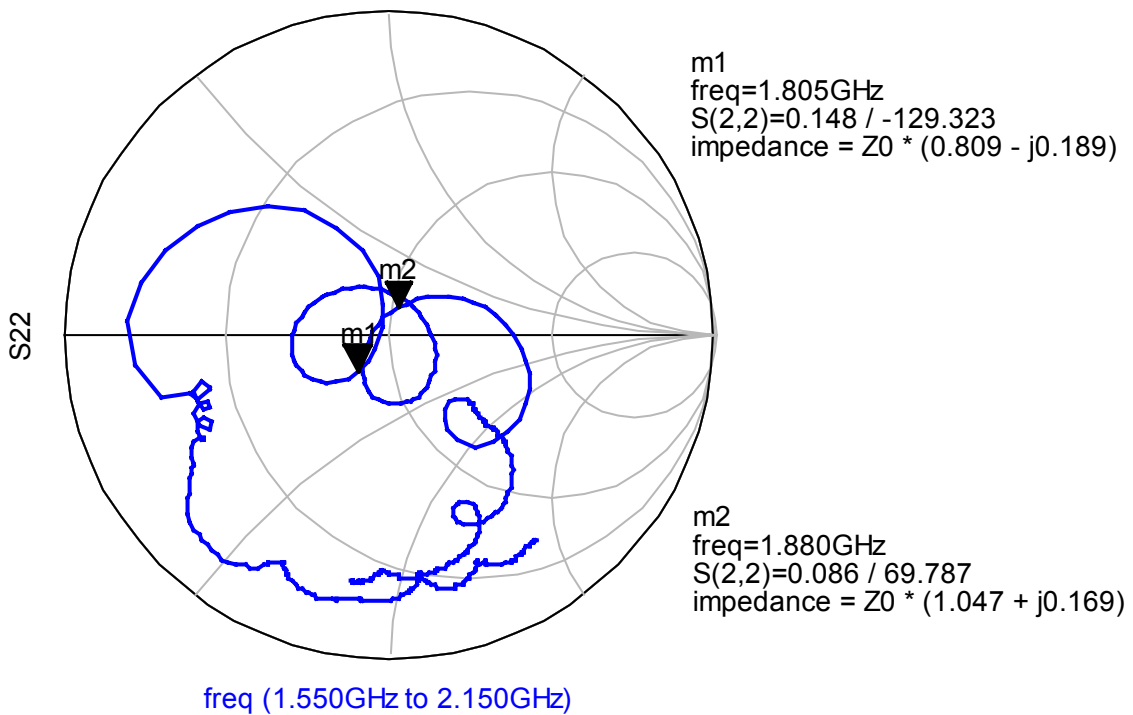 m1
freq=1.805GHz
S(2,2)=0.148 / -129.323
impedance = Z0 * (0.809 - j0.189)
m2
m1
S22
m2
freq=1.880GHz
S(2,2)=0.086 / 69.787
impedance = Z0 * (1.047 + j0.169)
freq (1.550GHz to 2.150GHz)